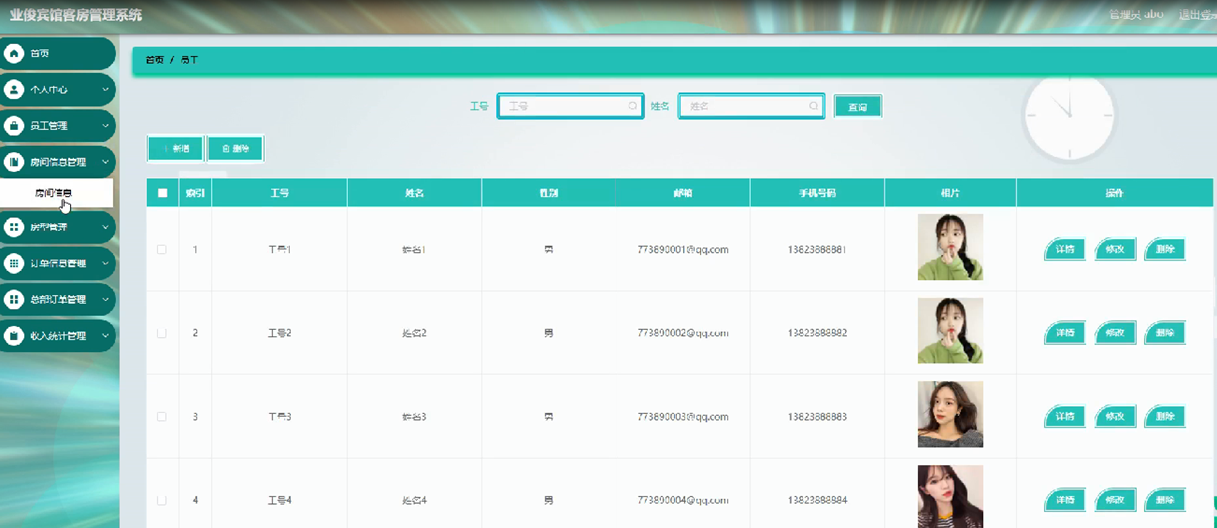 业俊宾馆客房管理系统
管理员 abo 退出登录
首页
个人中心
员工管理
房间信息管理
房间信息
房型管理
订单信息管理
总部订单管理
收入统计管理
首页 / 员工
工号 工号 姓名 姓名 查询
新增 删除
索引 工号 姓名 性别 邮箱 手机号码 相片 操作
1 工号1 姓名1 男 773890001@qq.com 13823888881 详情 修改 删除
2 工号2 姓名2 男 773890002@qq.com 13823888882 详情 修改 删除
3 工号3 姓名3 男 773890003@qq.com 13823888883 详情 修改 删除
4 工号4 姓名4 男 773890004@qq.com 13823888884 详情 修改 删除